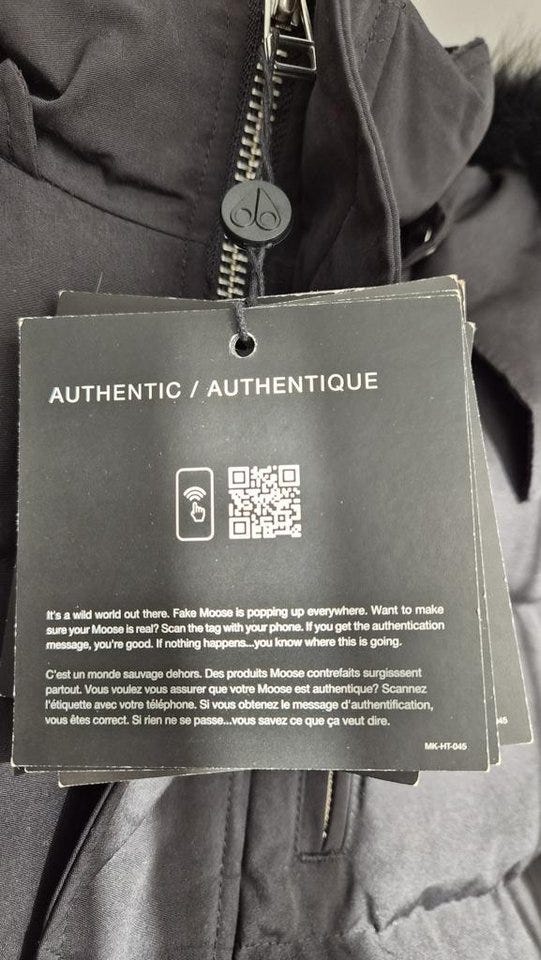 AUTHENTIC / AUTHENTIQUE
It's a wild world out there. Fake Moose is popping up everywhere. Want to make
sure your Moose is real? Scan the tag with your phone. If you get the authentication
message, you're good. If nothing happens...you know where this is going.
C'est un monde sauvage dehors. Des produits Moose contrefaits surgisssent
partout. Vous voulez vous assurer que votre Moose est authentique? Scannez
l'étiquette avec votre téléphone. Si vous obtenez le message d'authentification,
vous êtes correct. Si rien ne se passe...vous savez ce que ça veut dire.
MK-HT-045